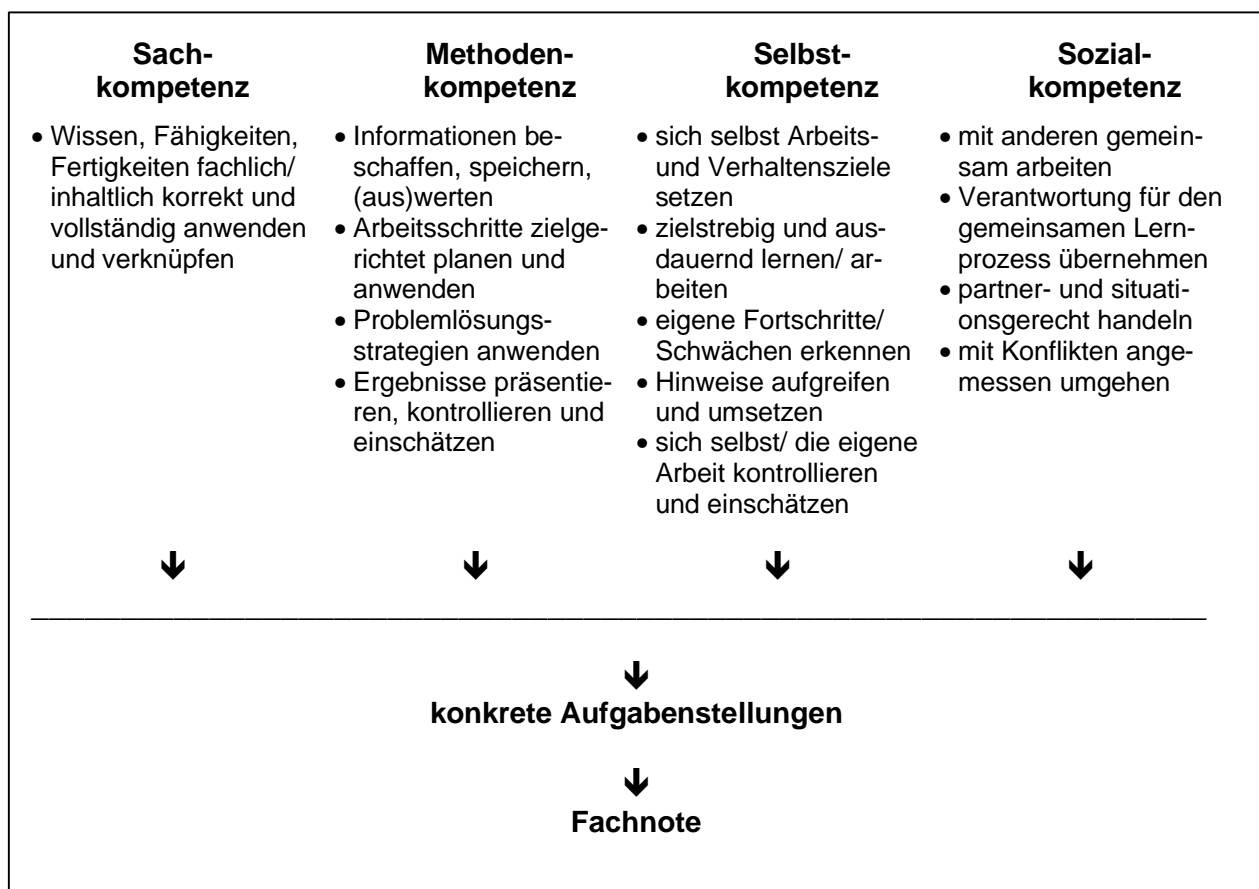 Sach-
kompetenz
• Wissen, Fähigkeiten,
Fertigkeiten fachlich/
inhaltlich korrekt und
vollständig anwenden
und verknüpfen
Methoden-
kompetenz
• Informationen be-
schaffen, speichern,
(aus)werten
• Arbeitsschritte zielge-
richtet planen und
anwenden
• Problemlösungs-
strategien anwenden
• Ergebnisse präsentie-
ren, kontrollieren und
einschätzen
Selbst-
kompetenz
• sich selbst Arbeits-
und Verhaltensziele
setzen
• zielstrebig und aus-
dauernd lernen/ ar-
beiten
• eigene Fortschritte/
Schwächen erkennen
• Hinweise aufgreifen
und umsetzen
• sich selbst/ die eigene
Arbeit kontrollieren
und einschätzen
Sozial-
kompetenz
• mit anderen gemein-
sam arbeiten
• Verantwortung für den
gemeinsamen Lern-
prozess übernehmen
• partner- und situati-
onsgerecht handeln
• mit Konflikten ange-
messen umgehen
konkrete Aufgabenstellungen
Fachnote